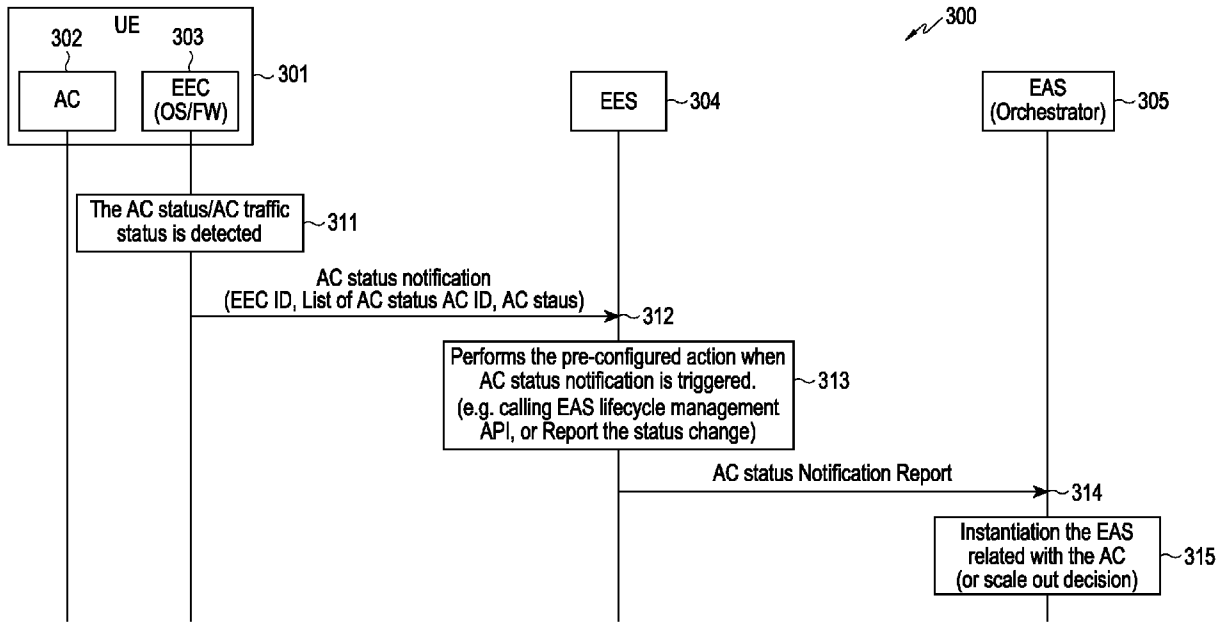 300
UE
302
303
301
AC
EEC
(OS/FW)
EES
304
EAS
(Orchestrator)
305
The AC status/AC traffic
status is detected
311
AC status notification
(EEC ID, List of AC status AC ID, AC staus)
312
Performs the pre-configured action when
AC status notification is triggered.
(e.g. calling EAS lifecycle management
API, or Report the status change)
313
AC status Notification Report
314
Instantiation the EAS
related with the AC
(or scale out decision)
315